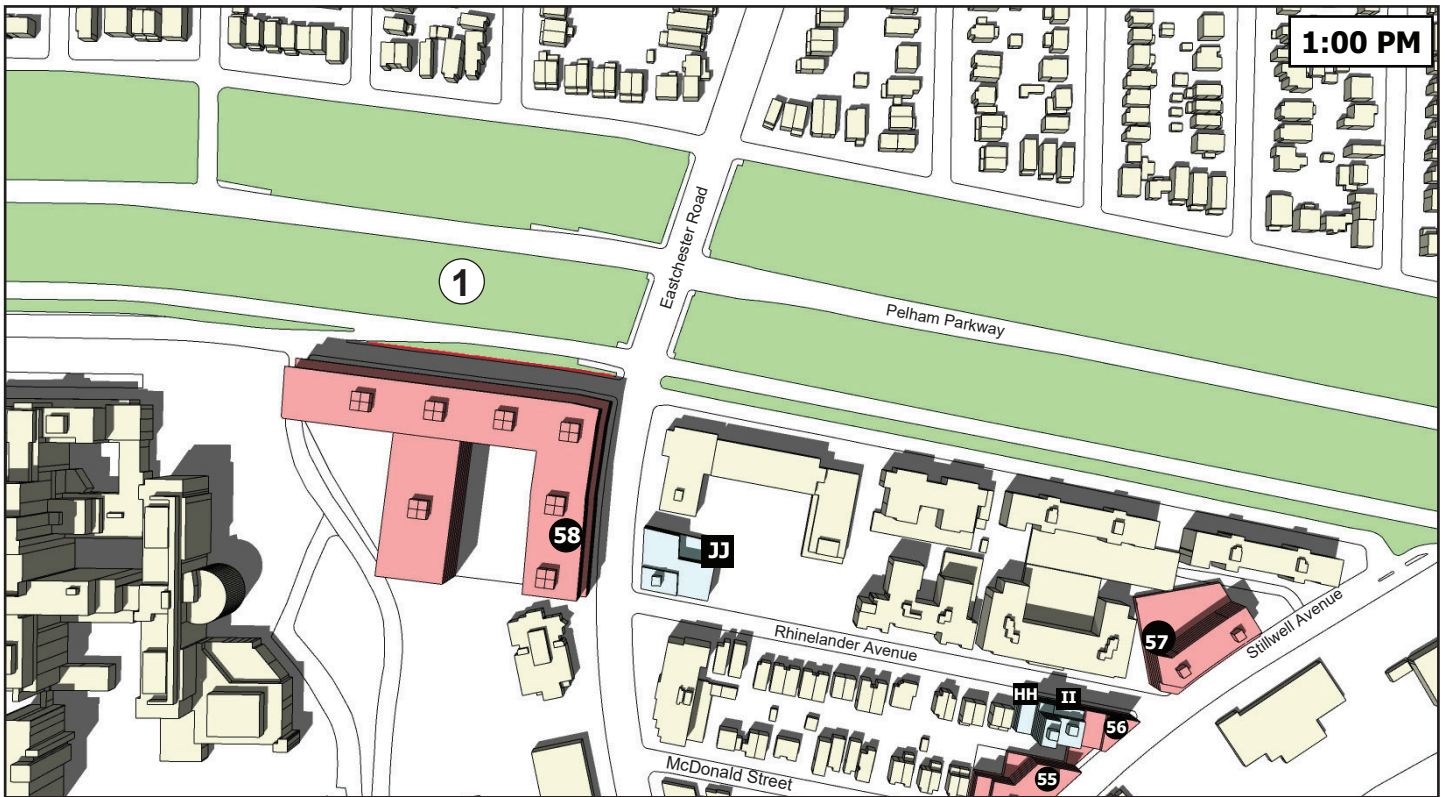 1:00 PM
Eastchester Road
1
Pelham Parkway
58
JJ
Rhinelander Avenue
57
Stillwell Avenue
HH
II
56
55
McDonald Street